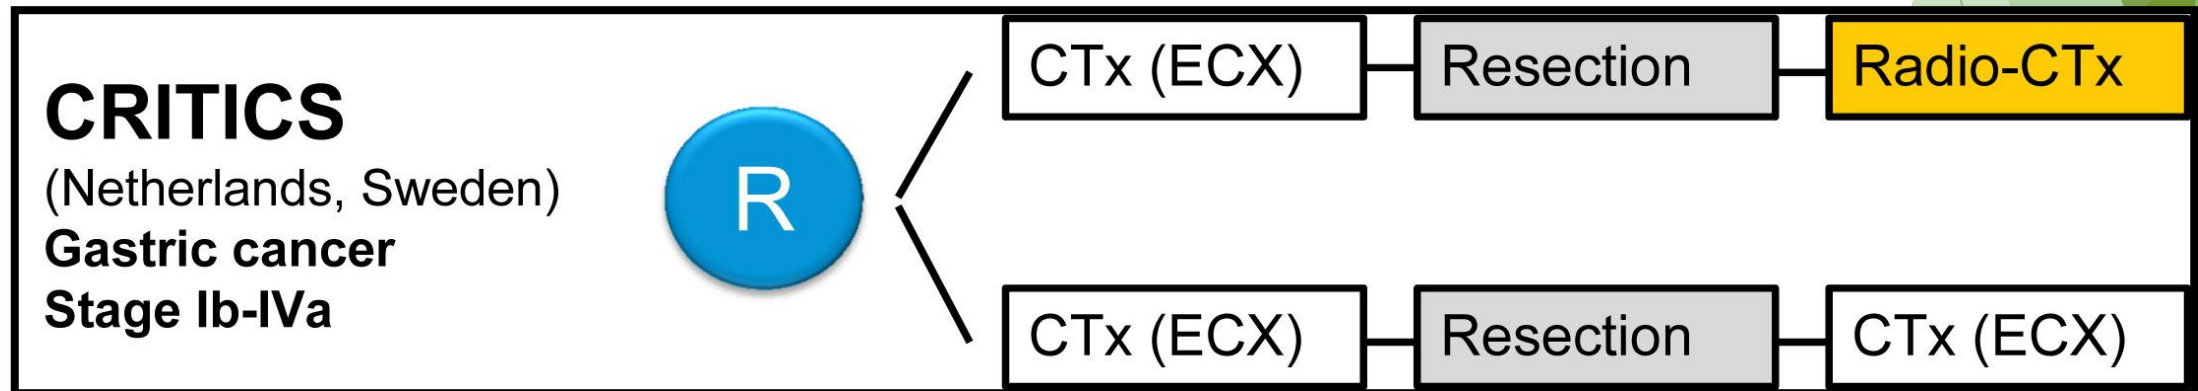 CRITICS
(Netherlands, Sweden)
Gastric cancer
Stage Ib-IVa
R
CTx (ECX)
Resection
Radio-CTx
CTx (ECX)
Resection
CTx (ECX)